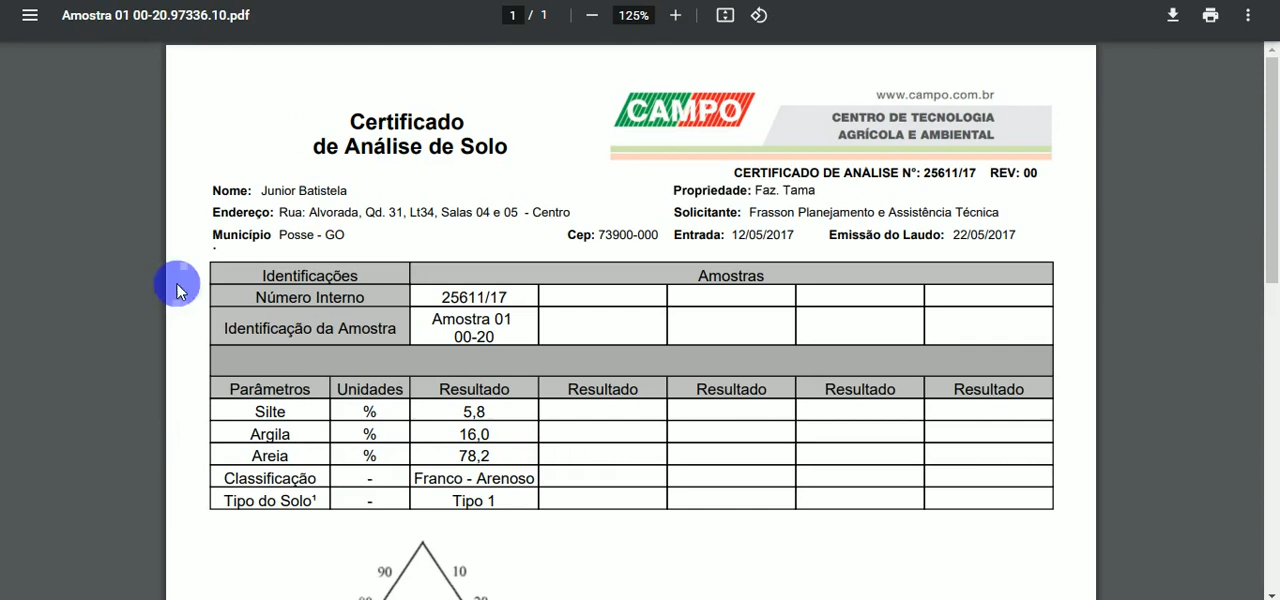 Amostra 01 00-20.97336.10.pdf
1 / 1
125%
Certificado
de Análise de Solo
CAMPO
www.campo.com.br
CENTRO DE TECNOLOGIA
AGRÍCOLA E AMBIENTAL
CERTIFICADO DE ANÁLISE N°: 25611/17 REV: 00
Nome: Junior Batistela Propriedade: Faz. Tama
Endereço: Rua: Alvorada, Qd. 31, Lt34, Salas 04 e 05 - Centro Solicitante: Frasson Planejamento e Assistência Técnica
Município Posse - GO Cep: 73900-000 Entrada: 12/05/2017 Emissão do Laudo: 22/05/2017
.
Identificações Amostras
Número Interno 25611/17
Identificação da Amostra Amostra 01
00-20
Parâmetros Unidades Resultado Resultado Resultado Resultado Resultado
Silte % 5,8
Argila % 16,0
Areia % 78,2
Classificação - Franco - Arenoso
Tipo do Solo¹ - Tipo 1
90 10